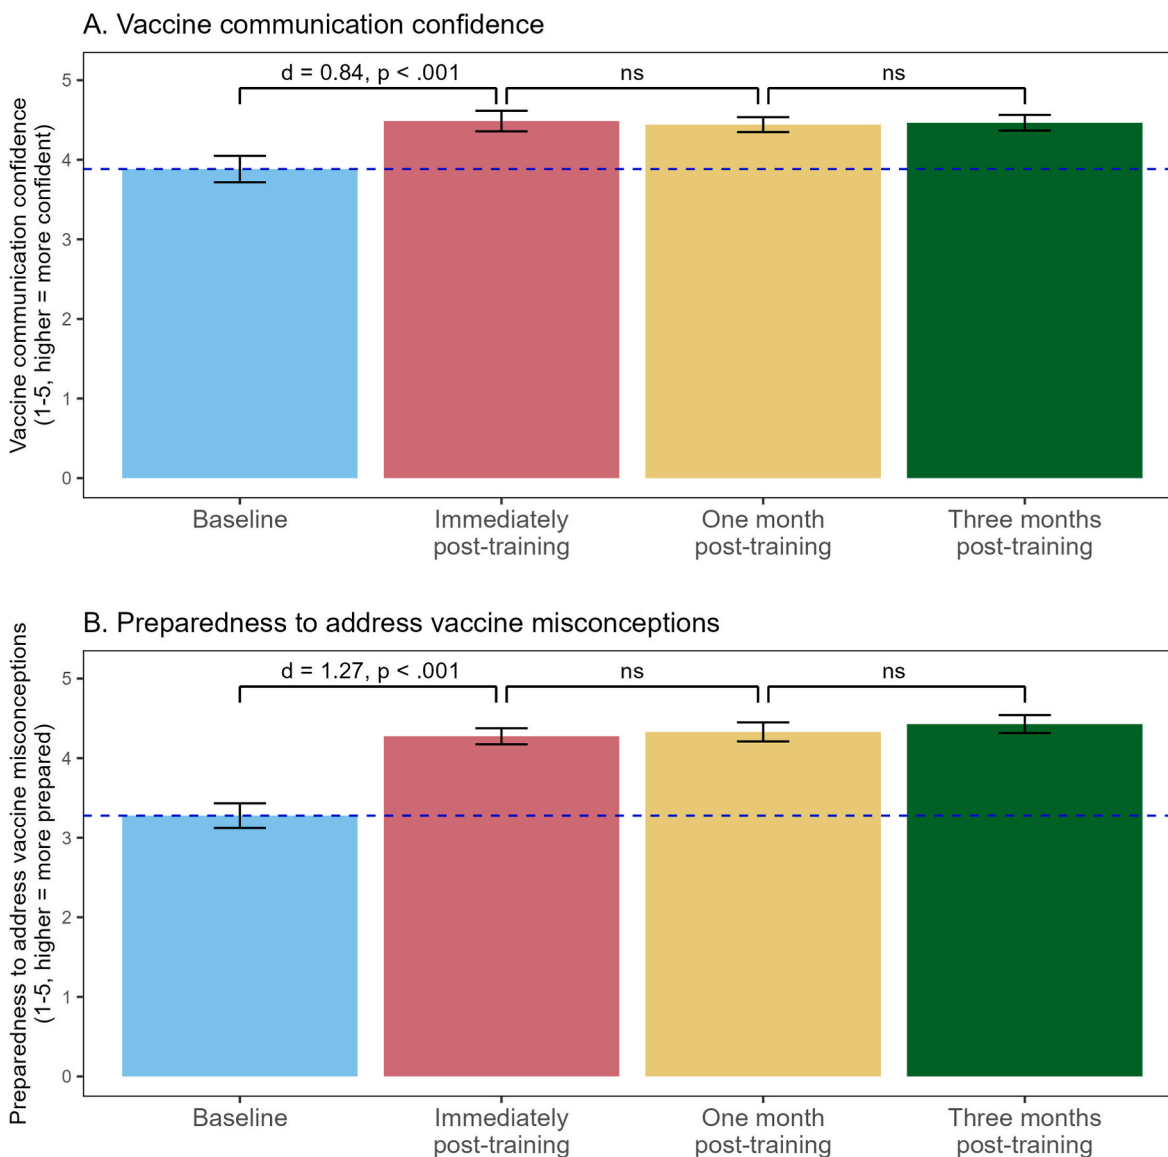 A. Vaccine communication confidence
Vaccine communication confidence
(1-5, higher = more confident)
5
4
3
2
1
0
d = 0.84, p < .001
ns
ns
Baseline
Immediately
post-training
One month
post-training
Three months
post-training
B. Preparedness to address vaccine misconceptions
Preparedness to address vaccine misconceptions
(1-5, higher = more prepared)
5
4
3
2
1
0
d = 1.27, p < .001
ns
ns
Baseline
Immediately
post-training
One month
post-training
Three months
post-training